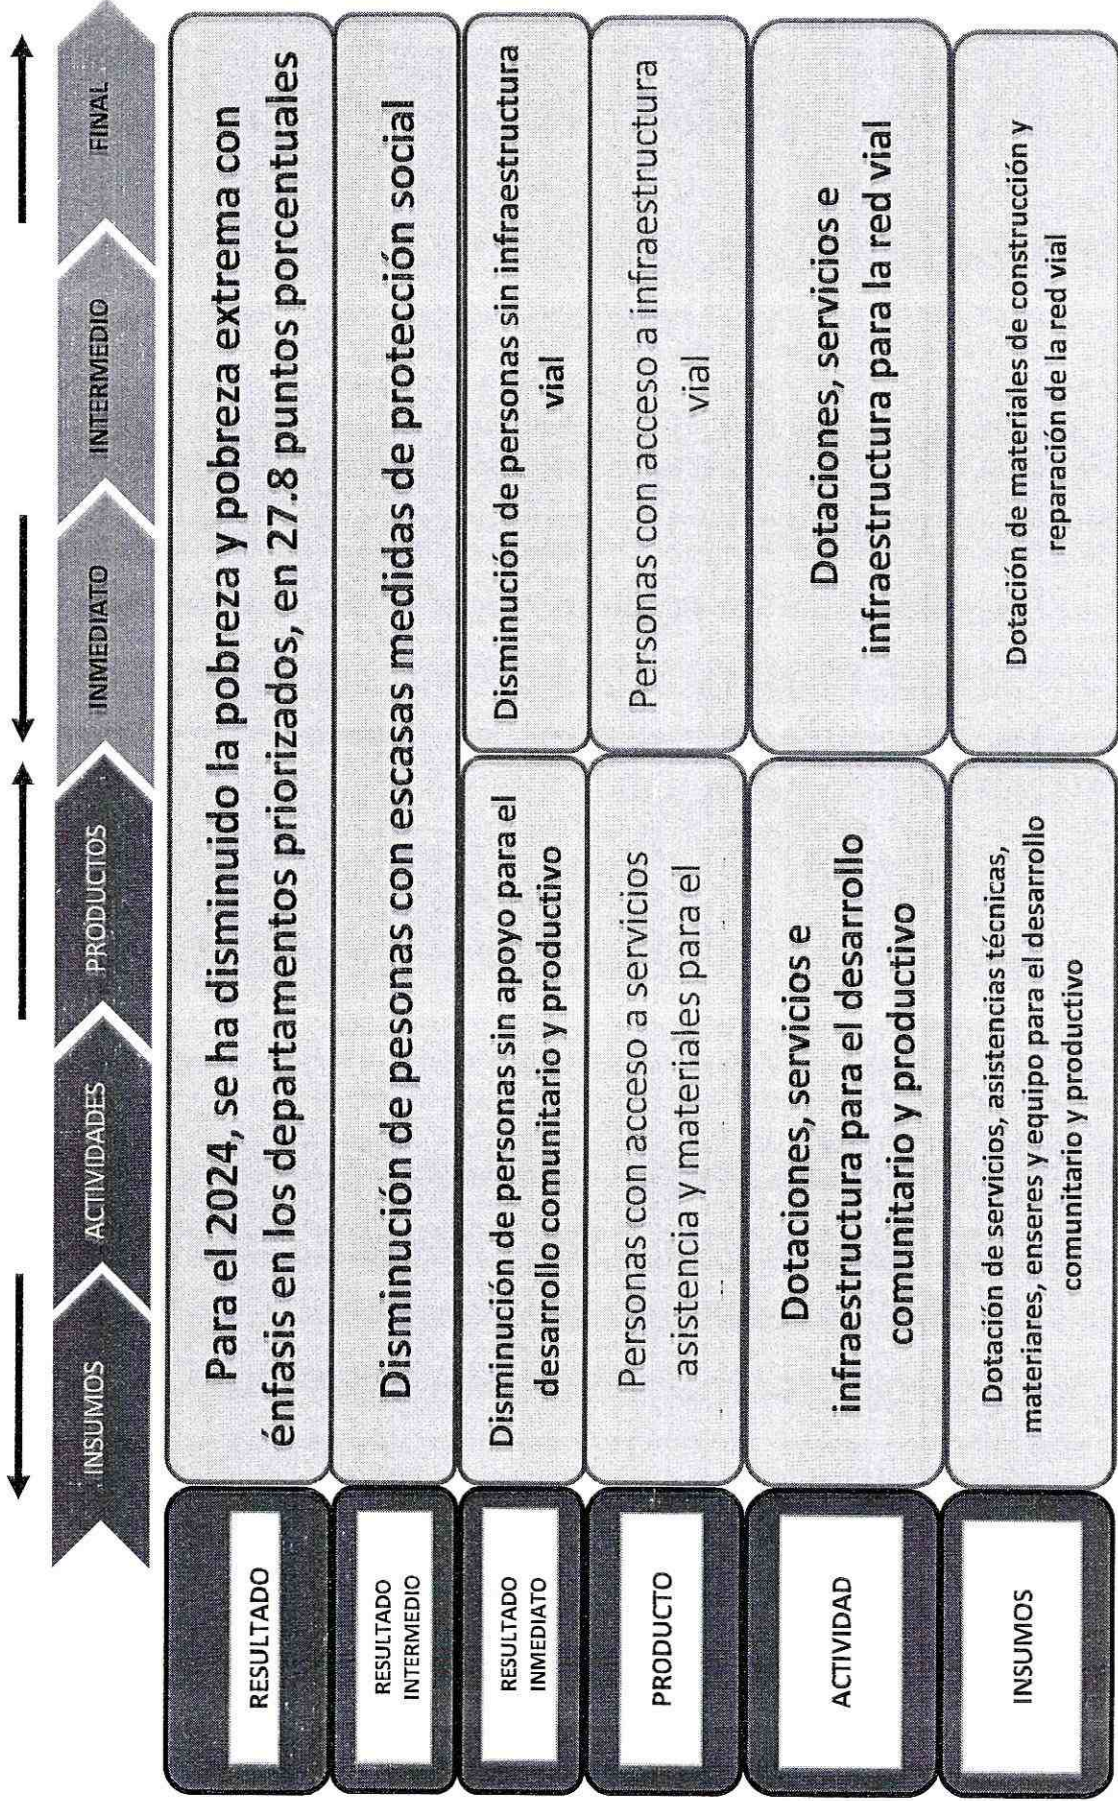 INSUMOS
ACTIVIDADES
PRODUCTOS
INMEDIATO
INTERMEDIO
FINAL
RESULTADO
Para el 2024, se ha disminuido la pobreza y pobreza extrema con
énfasis en los departamentos priorizados, en 27.8 puntos porcentuales
RESULTADO
INTERMEDIO
Disminución de pesonas con escasas medidas de protección social
RESULTADO
INMEDIATO
Disminución de personas sin apoyo para el
desarrollo comunitario y productivo
Disminución de personas sin infraestructura
vial
PRODUCTO
Personas con acceso a servicios
asistencia y materiales para el
Personas con acceso a infraestructura
vial
ACTIVIDAD
Dotaciones, servicios e
infraestructura para el desarrollo
comunitario y productivo
Dotaciones, servicios e
infraestructura para la red vial
INSUMOS
Dotación de servicios, asistencias técnicas,
materiares, enseres y equipo para el desarrollo
comunitario y productivo
Dotación de materiales de construcción y
reparación de la red vial